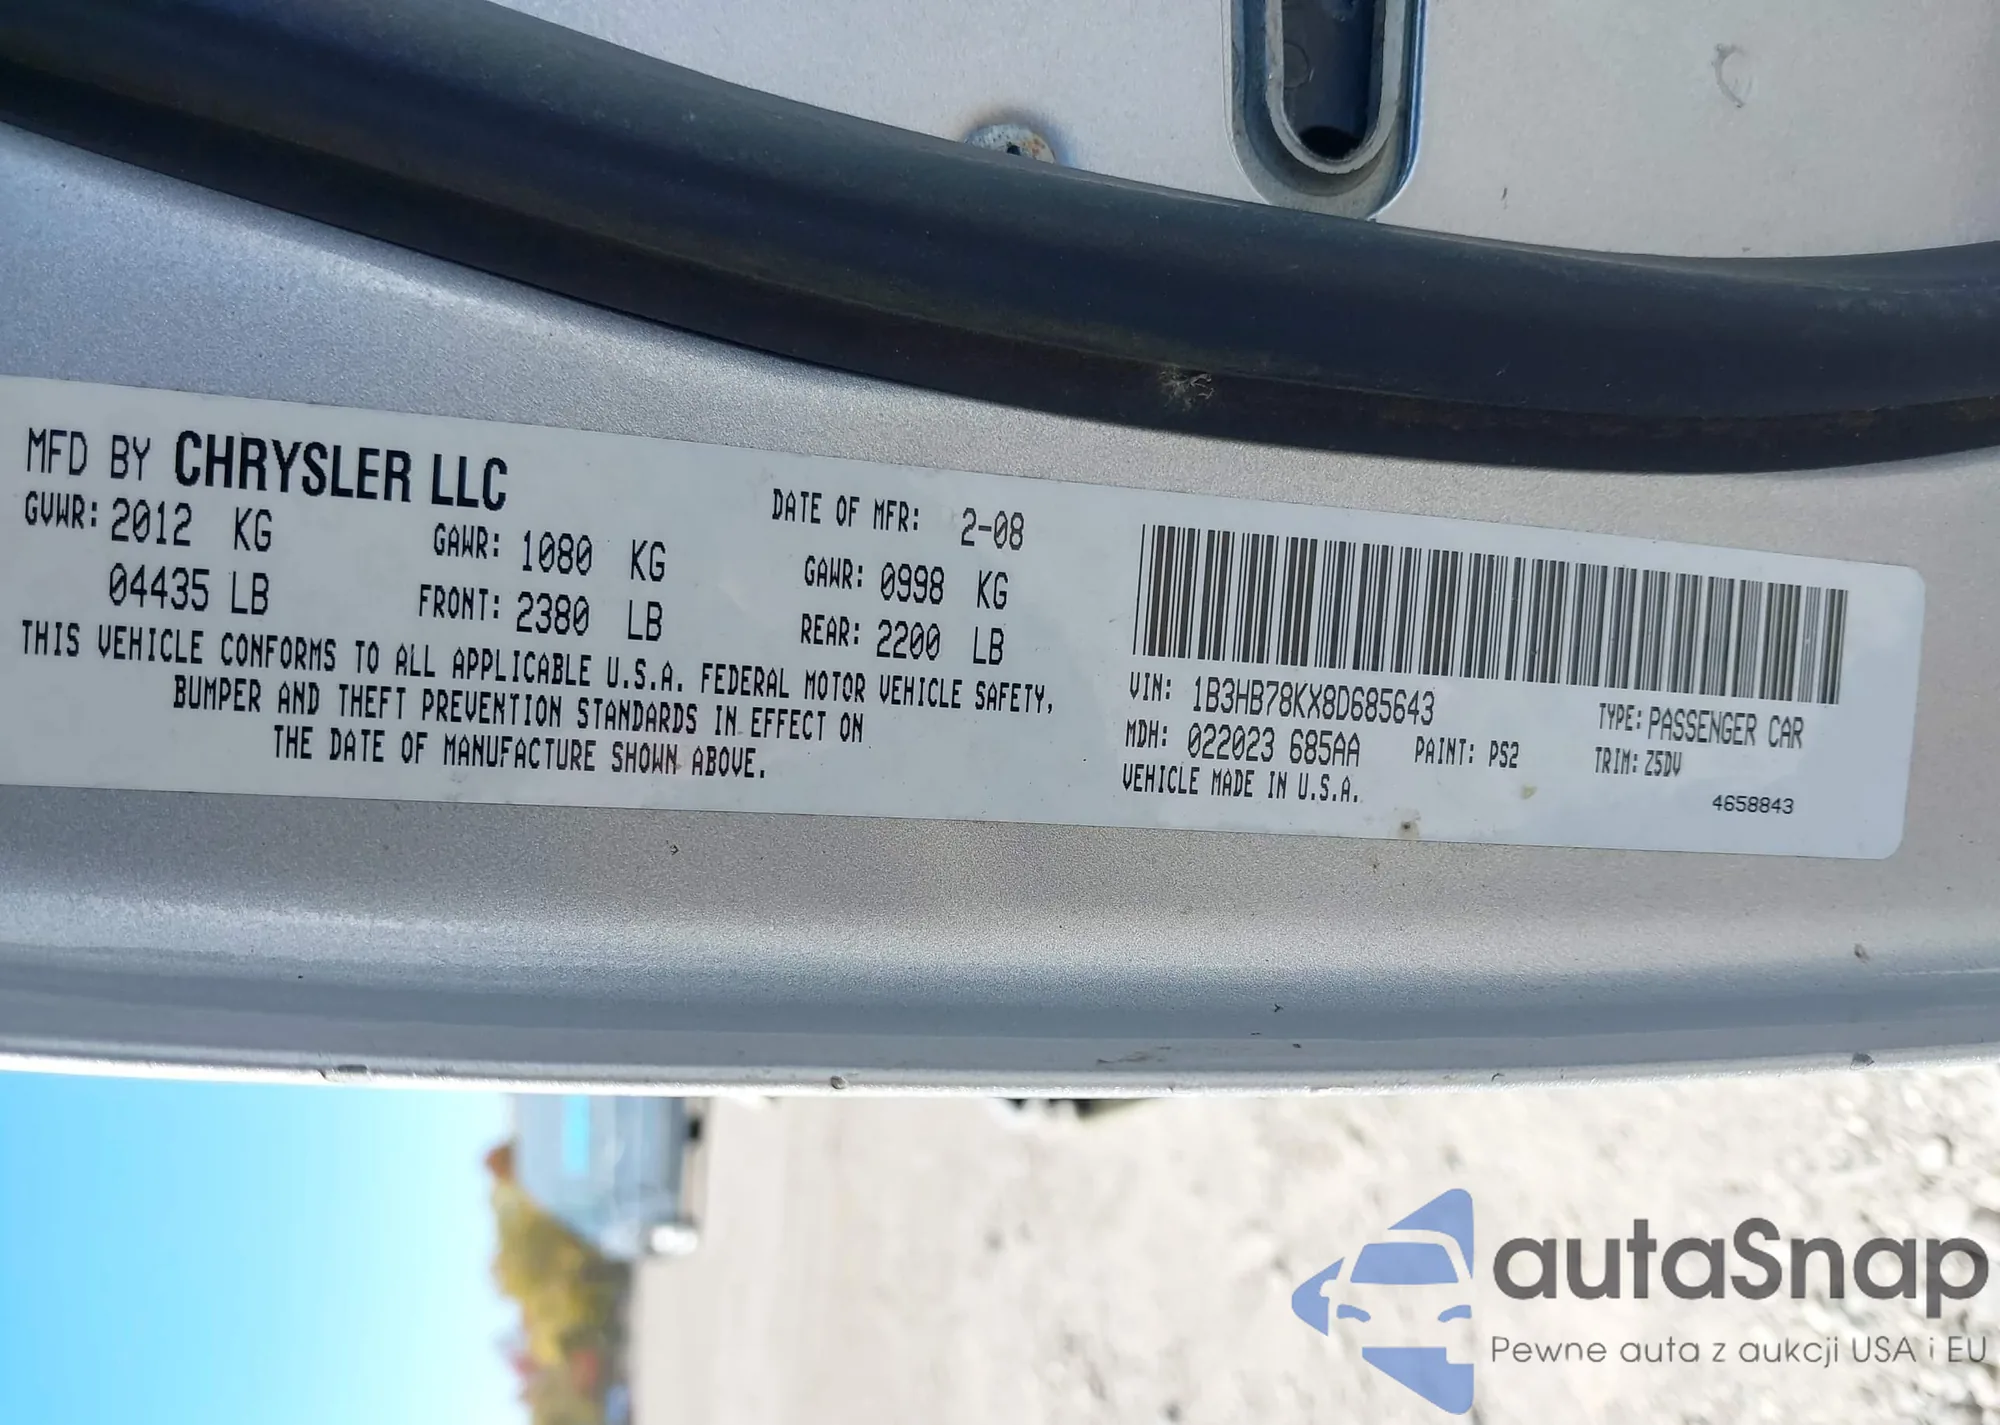 MFD BY CHRYSLER LLC
GVWR: 2012 KG
04435 LB
GAWR: 1080 KG
FRONT: 2380 LB
DATE OF MFR: 2-08
GAWR: 0998 KG
REAR: 2200 LB
THIS VEHICLE CONFORMS TO ALL APPLICABLE U.S.A. FEDERAL MOTOR VEHICLE SAFETY,
BUMPER AND THEFT PREVENTION STANDARDS IN EFFECT ON
THE DATE OF MANUFACTURE SHOWN ABOVE.
VIN: 1B3HB78KX8D685643
TYPE: PASSENGER CAR
MDH: 022023 685AA PAINT: PS2
TRIM: Z5DV
VEHICLE MADE IN U.S.A.
4658843
autaSnap
Pewne auta z aukcji USA i EU